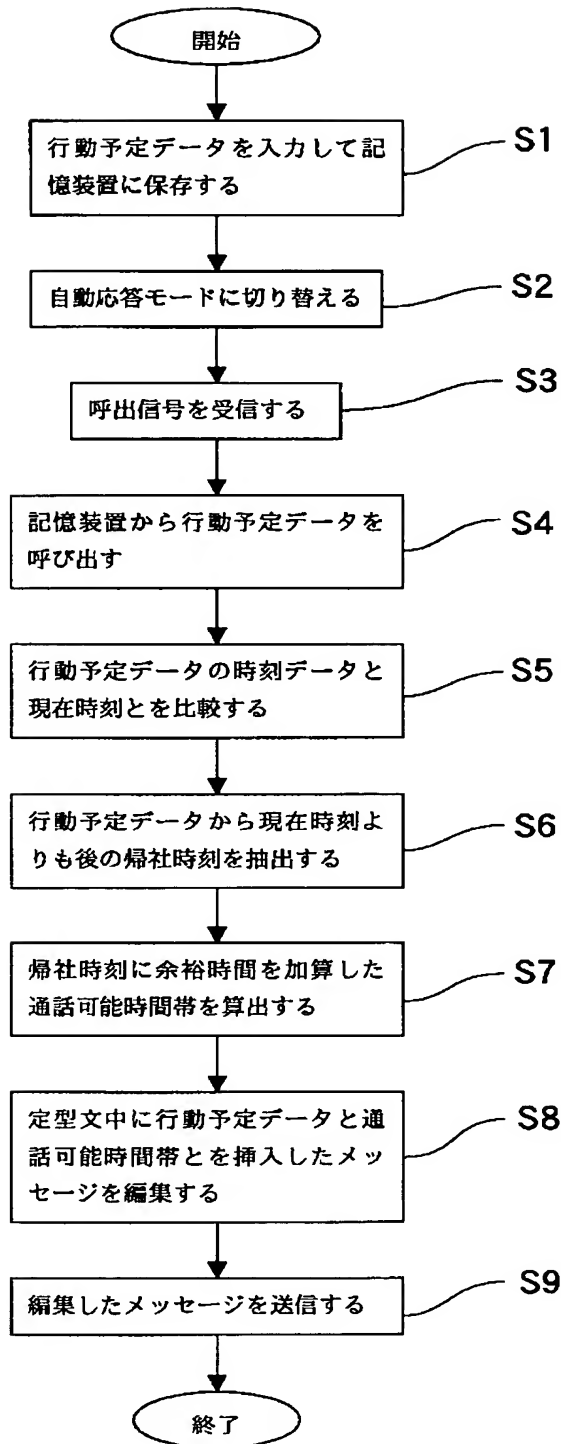 開始
行動予定データを入力して記
憶装置に保存する
S1
自動応答モードに切り替える
S2
呼出信号を受信する
S3
記憶装置から行動予定データを
呼び出す
S4
行動予定データの時刻データと
現在時刻とを比較する
S5
行動予定データから現在時刻よ
りも後の帰社時刻を抽出する
S6
帰社時刻に余裕時間を加算した
通話可能時間帯を算出する
S7
定型文中に行動予定データと通
話可能時間帯とを挿入したメッ
セージを編集する
S8
編集したメッセージを送信する
S9
終了